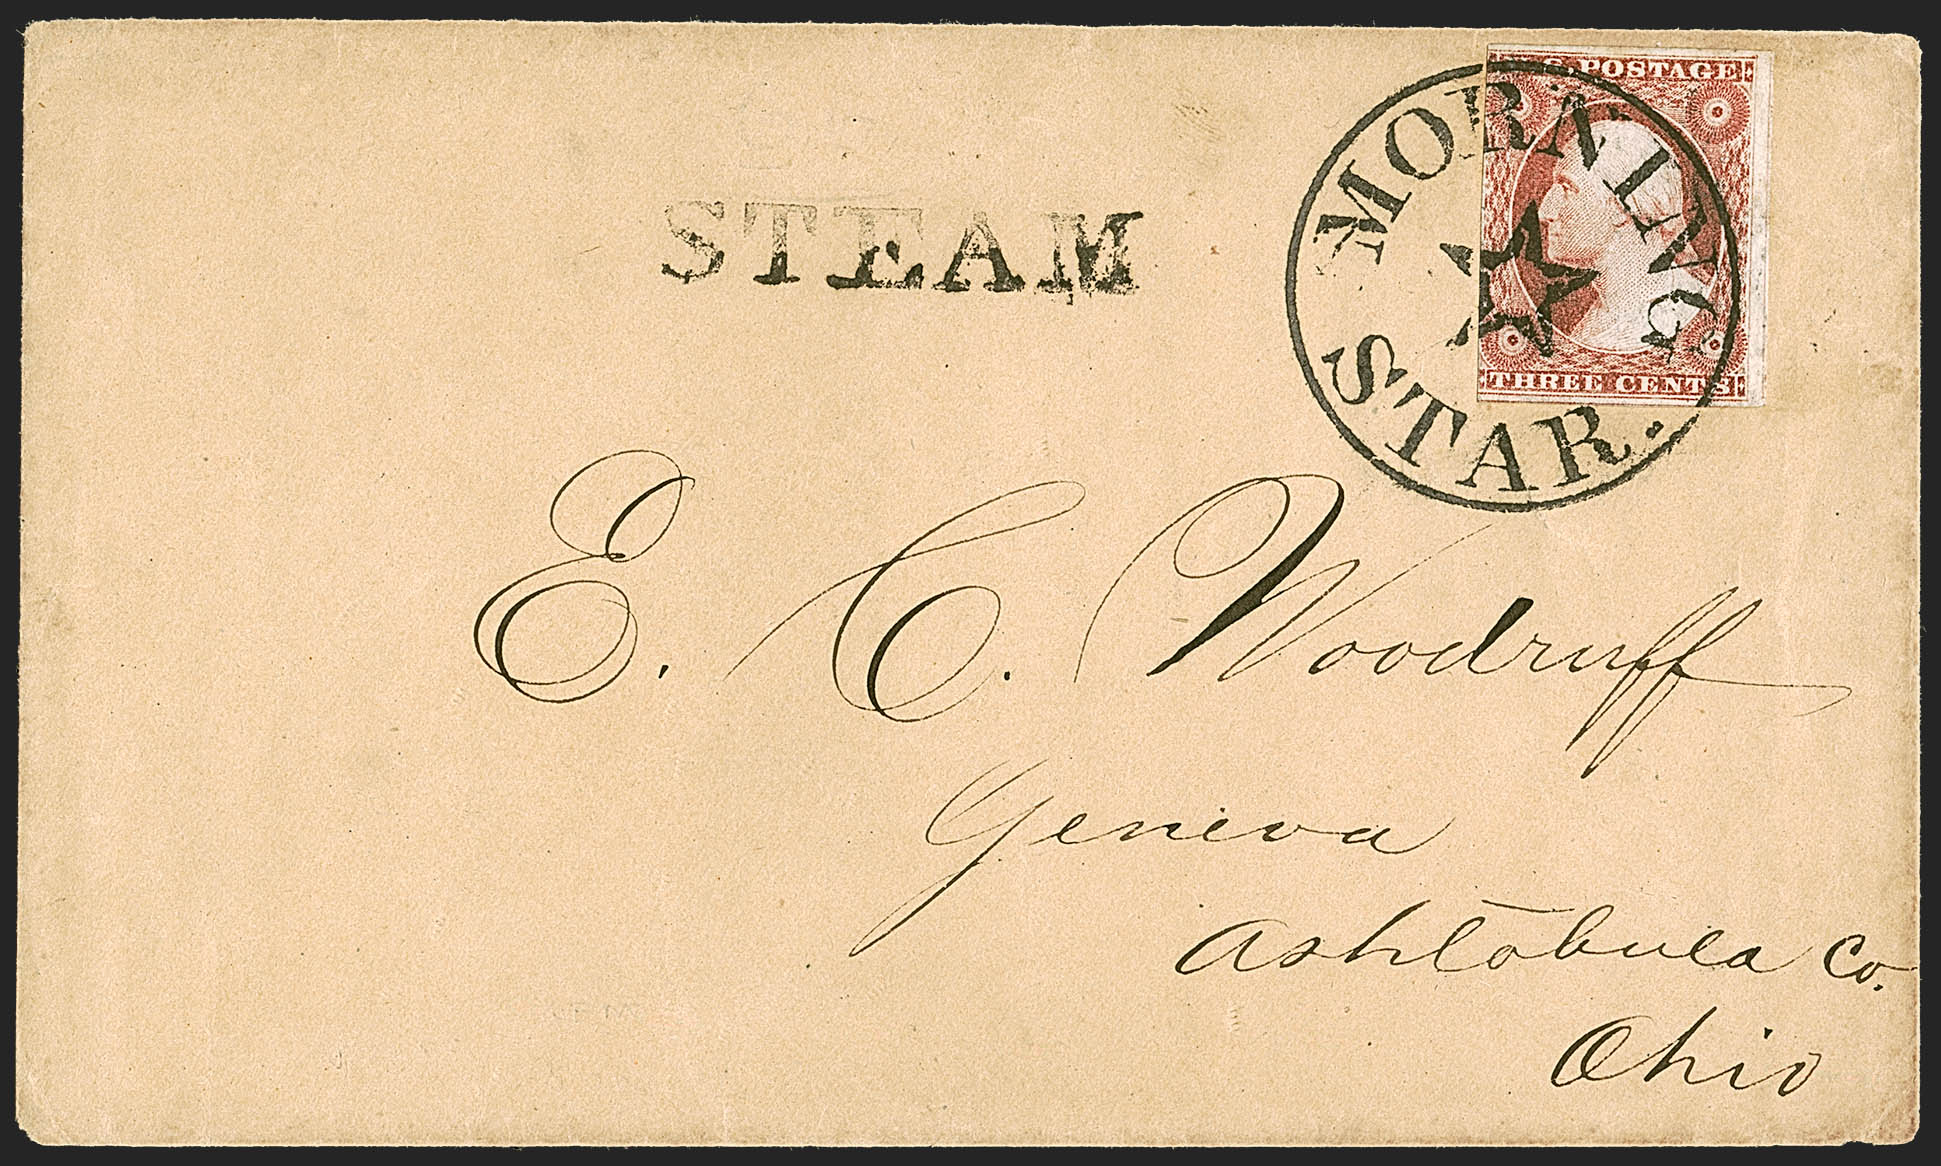 U.S. POSTAGE
MORNING
STAR.
THREE CENTS
STEAM
E. C. Woodruff
Geneva
Ashtabula Co.
Ohio